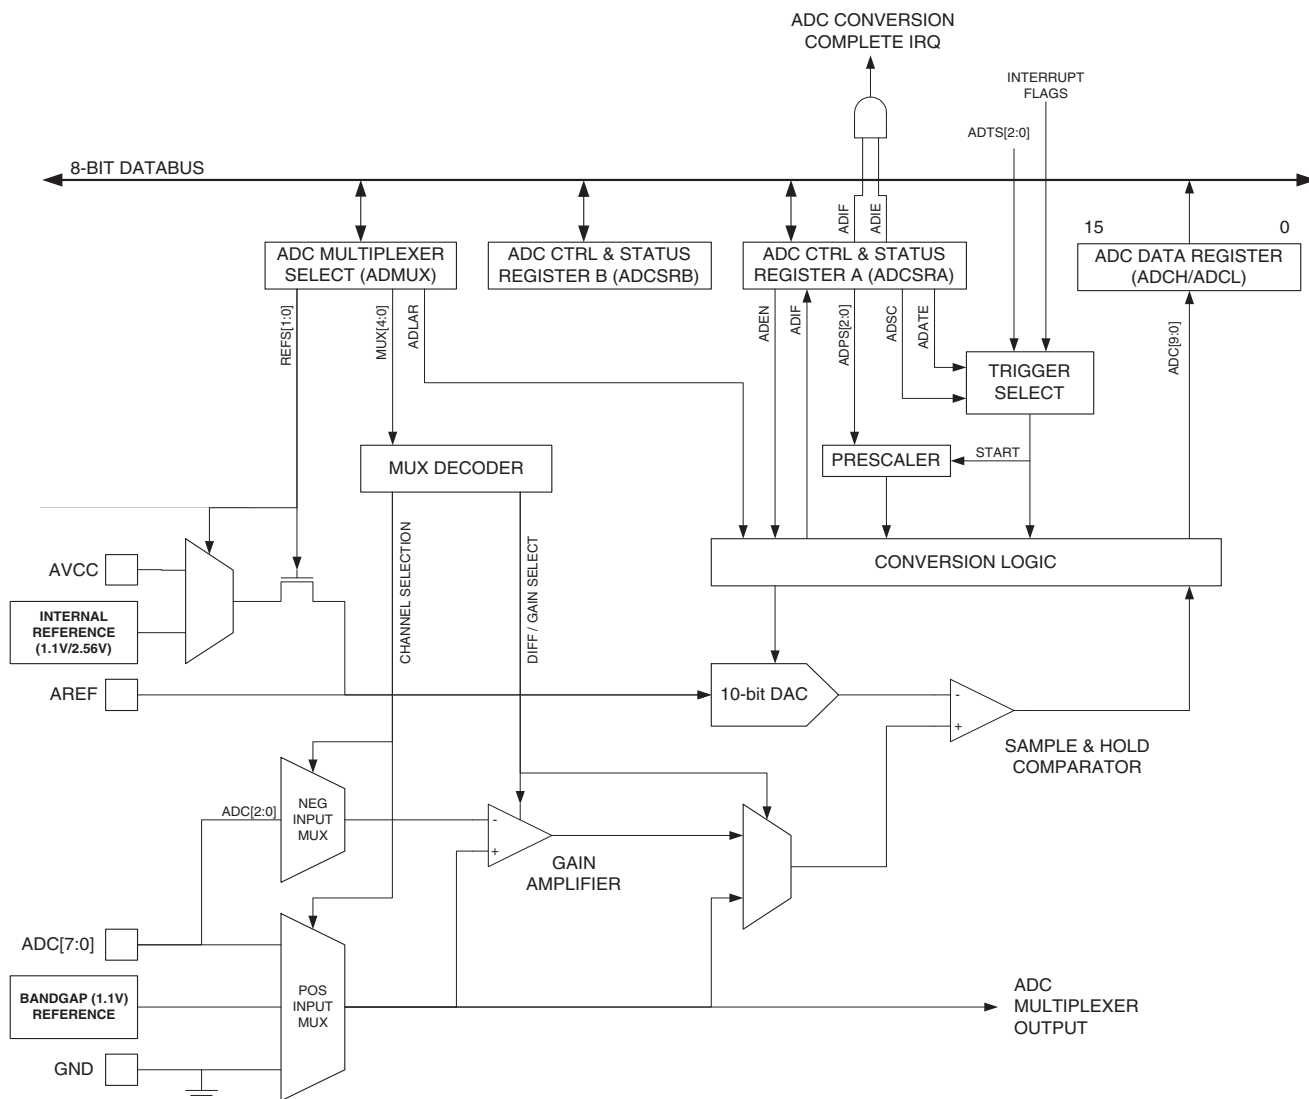 ADC CONVERSION
COMPLETE IRQ
INTERRUPT
FLAGS
ADTS[2:0]
8-BIT DATABUS
ADIF
ADIE
15
0
ADC MULTIPLEXER
SELECT (ADMUX)
ADC CTRL & STATUS
REGISTER B (ADCSRB)
ADC CTRL & STATUS
REGISTER A (ADCSRA)
ADC DATA REGISTER
(ADCH/ADCL)
REFS[1:0]
MUX[4:0]
ADLAR
ADEN
ADIF
ADPS[2:0]
ADSC
ADATE
ADC[9:0]
TRIGGER
SELECT
MUX DECODER
PRESCALER
START
CHANNEL SELECTION
DIFF / GAIN SELECT
CONVERSION LOGIC
AVCC
INTERNAL
REFERENCE
(1.1V/2.56V)
AREF
10-bit DAC
-
+
SAMPLE & HOLD
COMPARATOR
ADC[2:0]
NEG
INPUT
MUX
-
+
GAIN
AMPLIFIER
ADC[7:0]
BANDGAP (1.1V)
REFERENCE
POS
INPUT
MUX
ADC
MULTIPLEXER
OUTPUT
GND